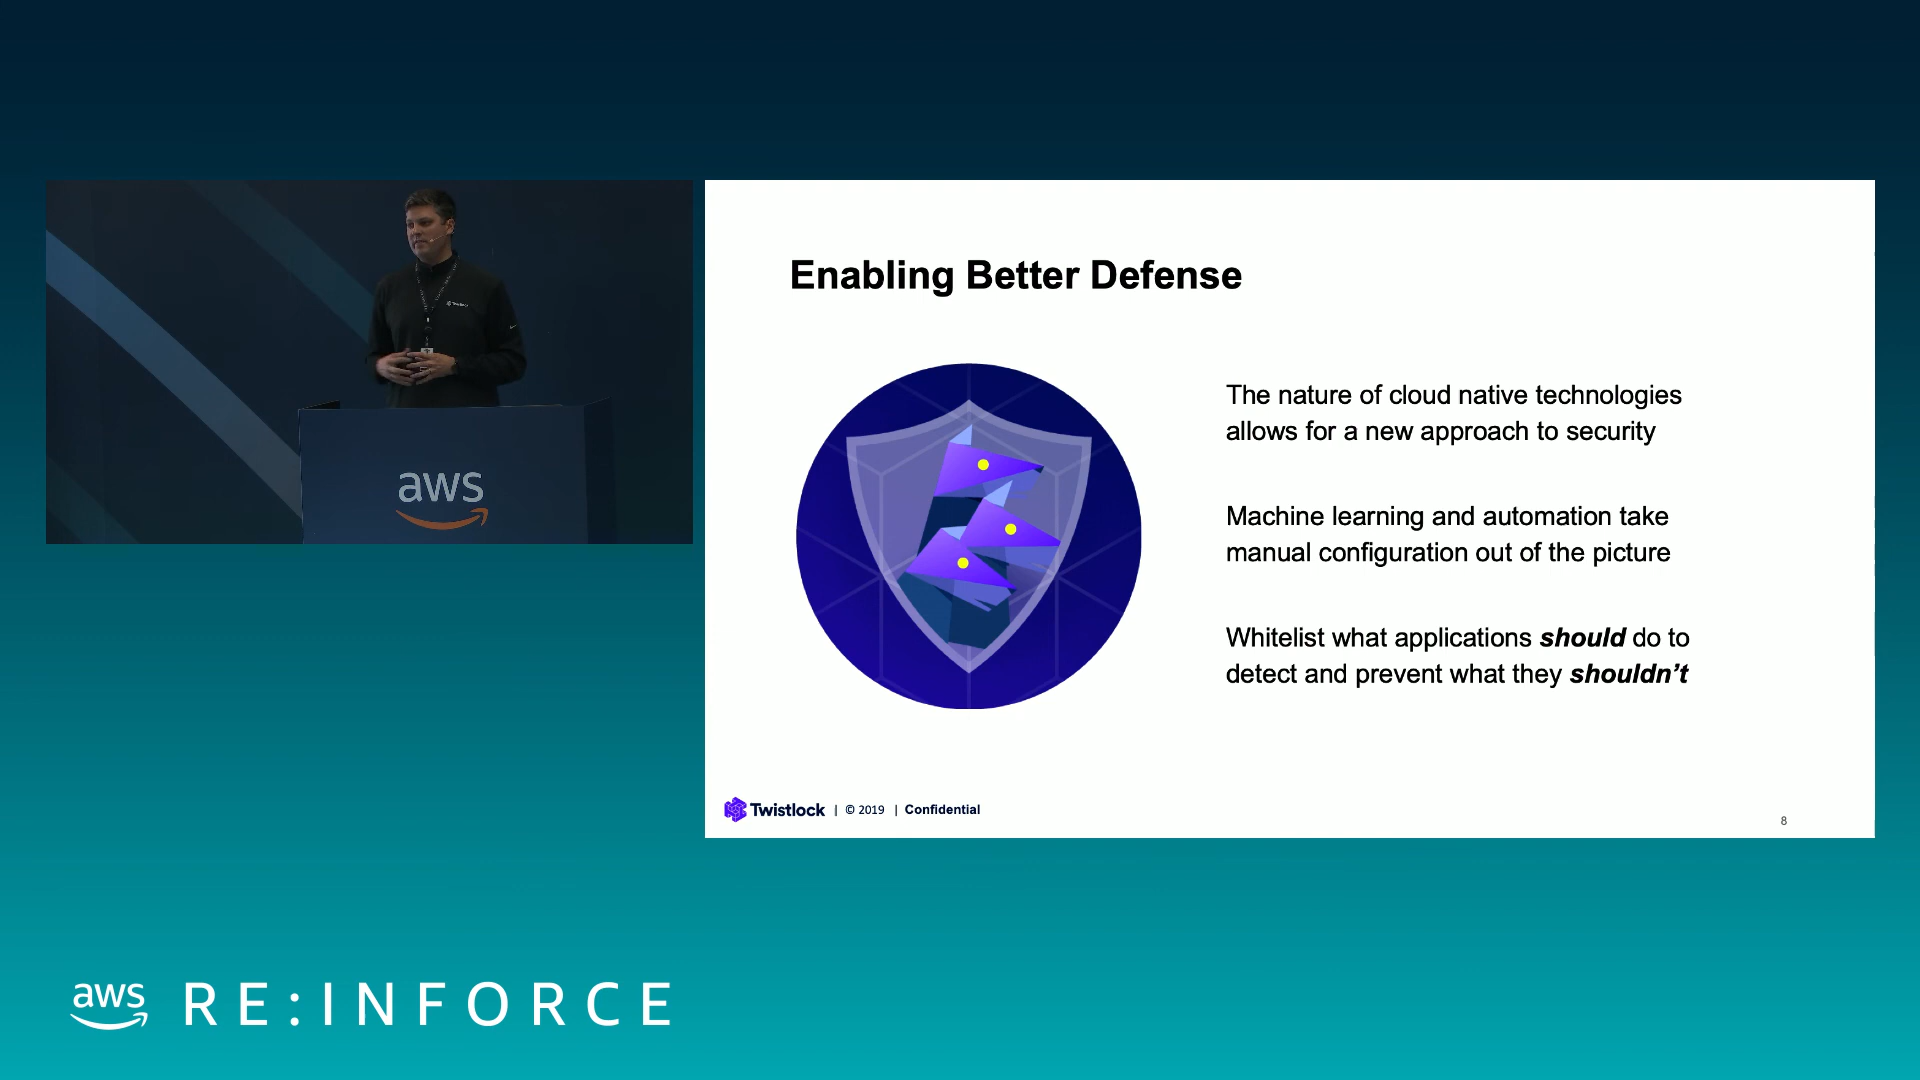 Enabling Better Defense
The nature of cloud native technologies
allows for a new approach to security
Machine learning and automation take
manual configuration out of the picture
Whitelist what applications should do to
detect and prevent what they shouldn’t
Twistlock | © 2019 | Confidential
8
aws
aws RE:INFORCE